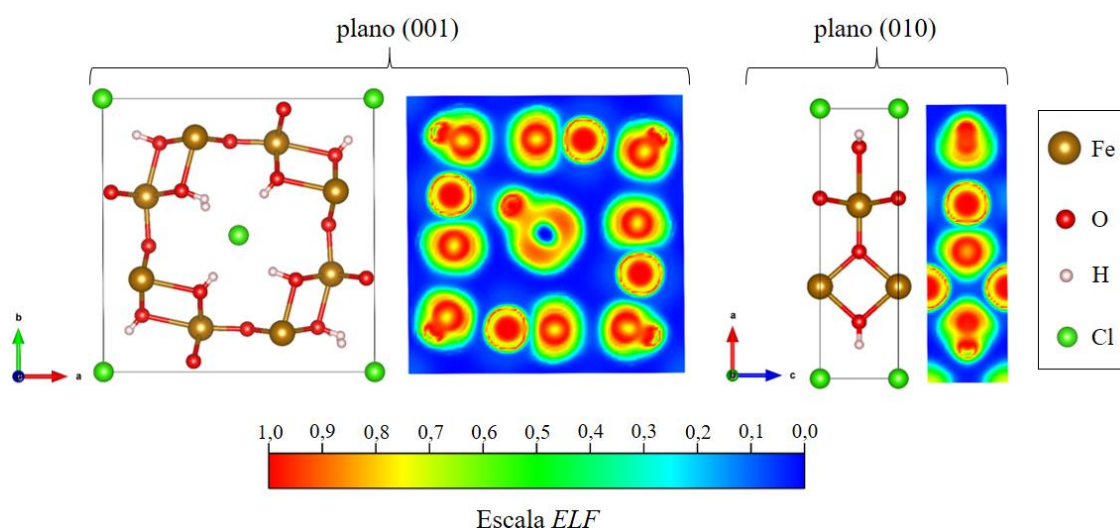 plano (001)
plano (010)
b
a
a
c
Fe
O
H
Cl
1,0 0,9 0,8 0,7 0,6 0,5 0,4 0,3 0,2 0,1 0,0
Escala ELF